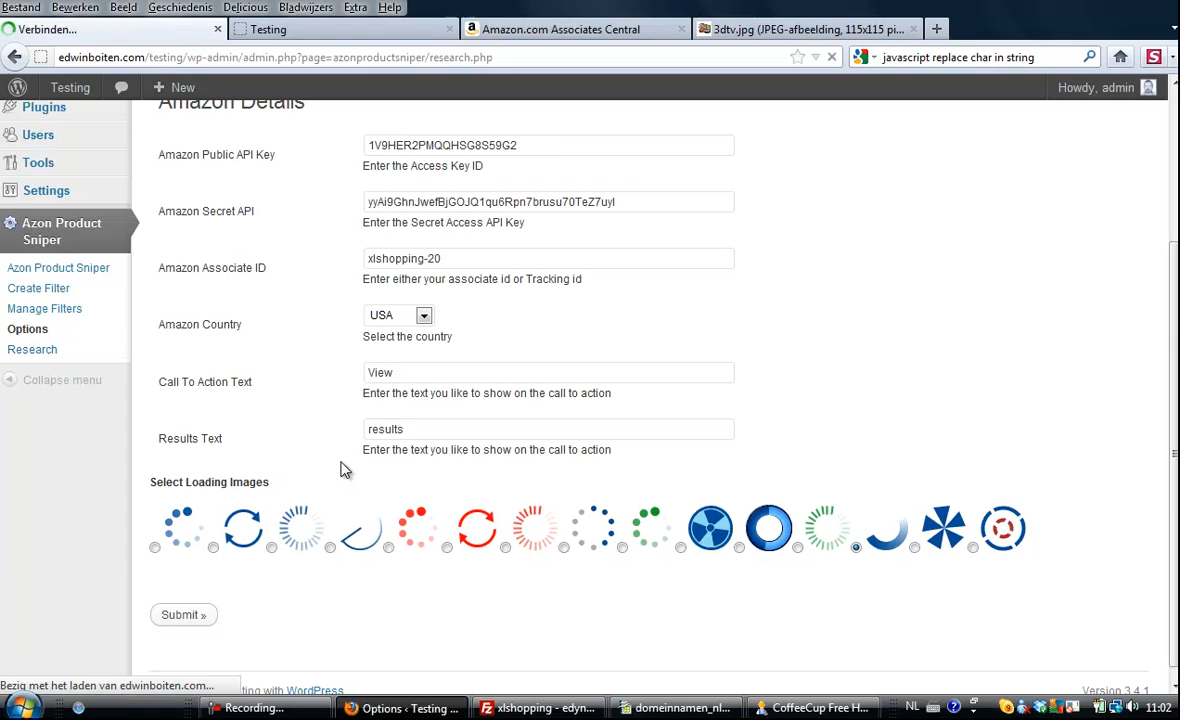 Bestand Bewerken Beeld Geschiedenis Delicious Bladwijzers Extra Help
Verbinden... Testing Amazon.com Associates Central 3dtv.jpg (JPEG-afbeelding, 115x115 pi...
edwinboiten.com/testing/wp-admin/admin.php?page=azonproductsniper/research.php javascript replace char in string
Testing New Howdy, admin
Amazon Details
Plugins
Users
Tools
Settings
Azon Product Sniper
Azon Product Sniper
Create Filter
Manage Filters
Options
Research
Collapse menu
Amazon Public API Key 1V9HER2PMQQHSG8S59G2
Enter the Access Key ID
Amazon Secret API yyAi9GhnJwefBjGOJQ1qu6Rpn7brusu70TeZ7uyI
Enter the Secret Access API Key
Amazon Associate ID xlshopping-20
Enter either your associate id or Tracking id
Amazon Country USA
Select the country
Call To Action Text View
Enter the text you like to show on the call to action
Results Text results
Enter the text you like to show on the call to action
Select Loading Images
Submit »
Bezig met het laden van edwinboiten.com...
ting with WordPress Version 3.4.1
Recording... Options ‹ Testing ... xlshopping - edyn... domeinnamen_nl... CoffeeCup Free H... NL 11:02